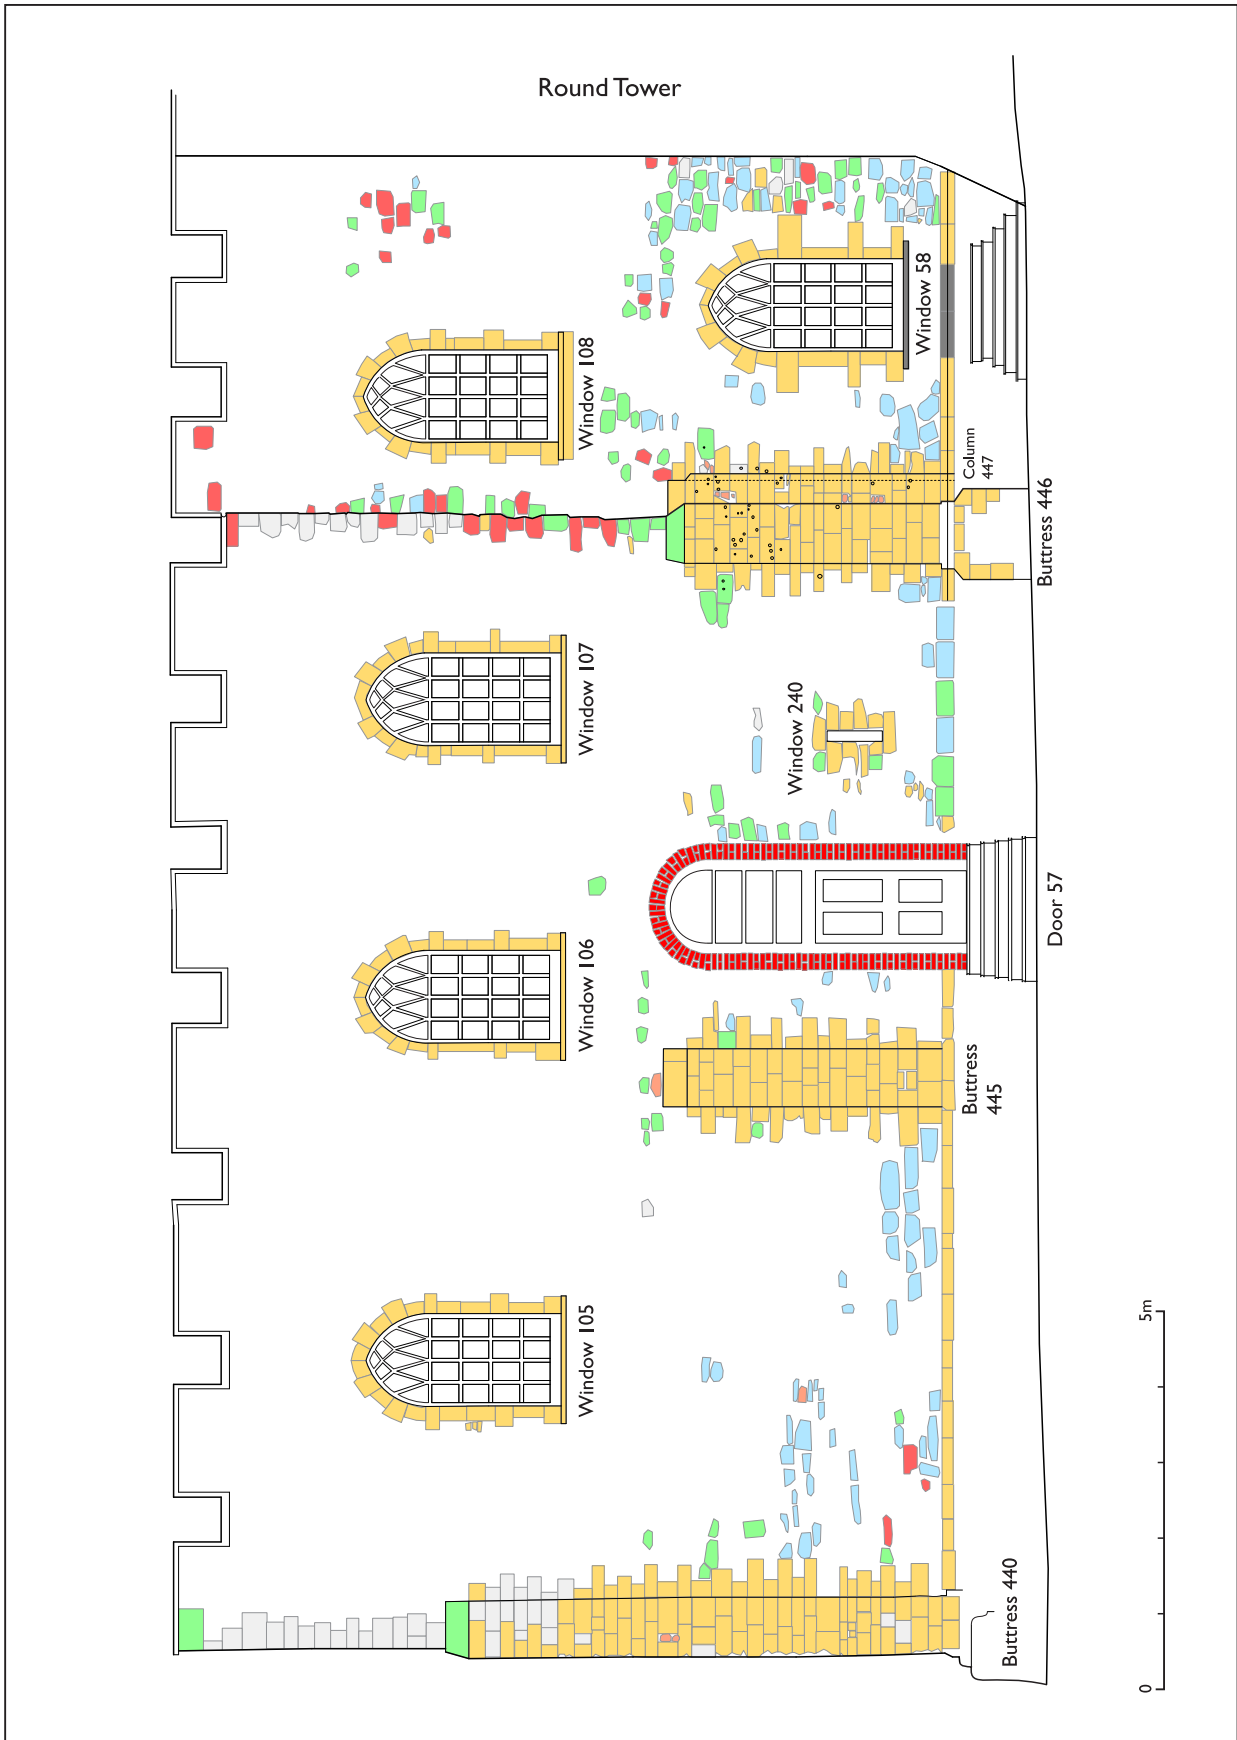 Round Tower
Window 108
Window 58
Column
447
Buttress 446
Window 107
Window 240
Door 57
Window 106
Buttress
445
Window 105
Buttress 440
0
5m